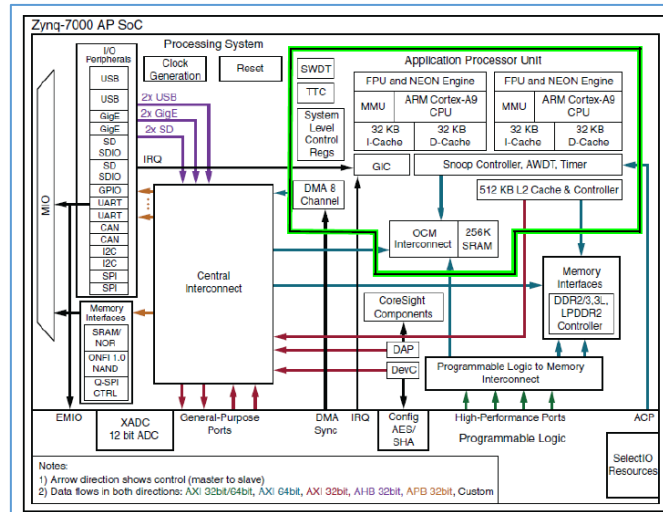 Zynq-7000 AP SoC
Processing System
I/O
Peripherals
USB
USB
GigE
GigE
SD
SDIO
SD
SDIO
GPIO
UART
UART
CAN
CAN
I2C
I2C
SPI
SPI
Memory
Interfaces
SRAM/
NOR
ONFI 1.0
NAND
Q-SPI
CTRL
MIO
Clock
Generation
Reset
2x USB
2x GigE
2x SD
IRQ
Central
Interconnect
SWDT
TTC
System
Level
Control
Regs
DMA 8
Channel
Application Processor
Unit
FPU and NEON Engine
MMU
ARM Cortex-A9
CPU
32 KB
I-Cache
32 KB
D-Cache
FPU and NEON Engine
MMU
ARM Cortex-A9
CPU
32 KB
I-Cache
32 KB
D-Cache
GIC
Snoop Controller, AWDT, Timer
512 KB L2 Cache & Controller
OCM
Interconnect
256K
SRAM
CoreSight
Components
DAP
DevC
Memory
Interfaces
DDR2/3,3L,
LPDDR2
Controller
Programmable Logic to Memory
Interconnect
EMIO
XADC
12 bit ADC
General-Purpose
Ports
DMA
Sync
IRQ
Config
AES/
SHA
High-Performance Ports
ACP
Programmable Logic
SelectIO
Resources
Notes:
1) Arrow direction shows control (master to slave)
2) Data flows in both directions: AXI 32bit/64bit, AXI 64bit, AXI 32bit, AHB 32bit, APB 32bit, Custom